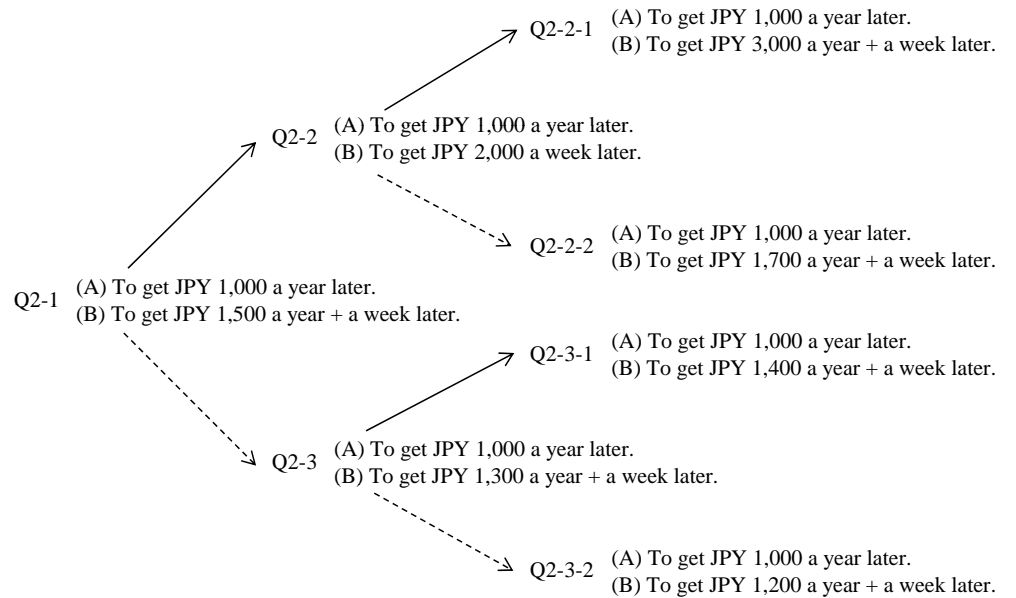 Q2-2-1
(A) To get JPY 1,000 a year later.
(B) To get JPY 3,000 a year + a week later.
Q2-2
(A) To get JPY 1,000 a year later.
(B) To get JPY 2,000 a week later.
Q2-2-2
(A) To get JPY 1,000 a year later.
(B) To get JPY 1,700 a year + a week later.
Q2-1
(A) To get JPY 1,000 a year later.
(B) To get JPY 1,500 a year + a week later.
Q2-3-1
(A) To get JPY 1,000 a year later.
(B) To get JPY 1,400 a year + a week later.
Q2-3
(A) To get JPY 1,000 a year later.
(B) To get JPY 1,300 a year + a week later.
Q2-3-2
(A) To get JPY 1,000 a year later.
(B) To get JPY 1,200 a year + a week later.